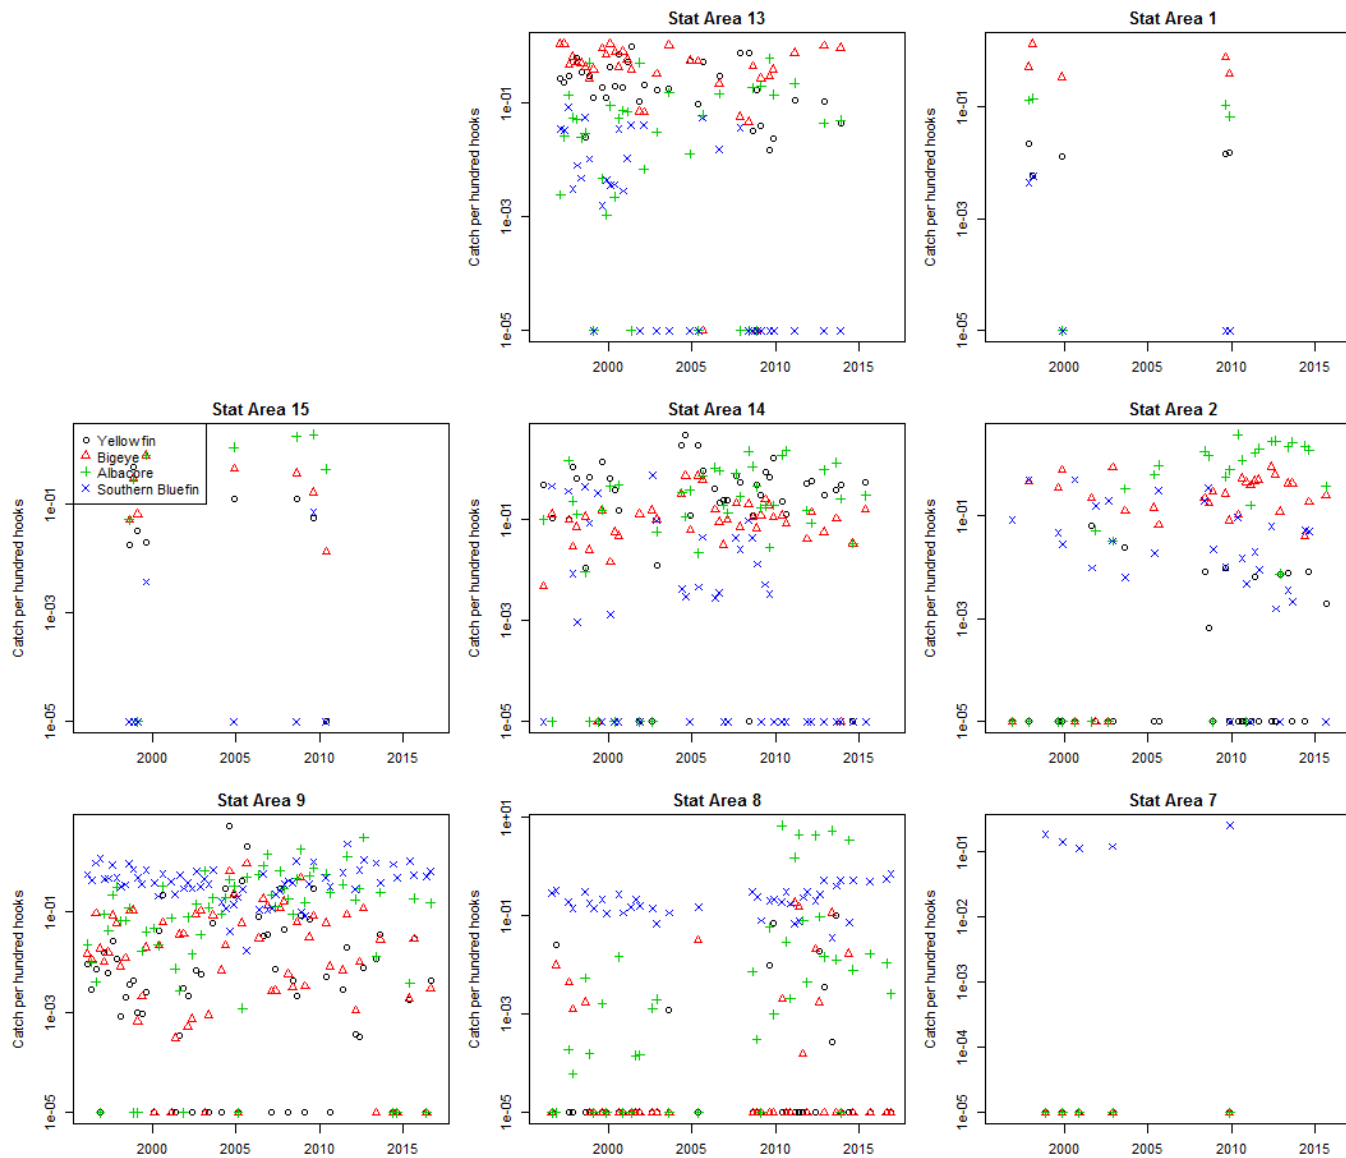 Stat Area 13
Catch per hundred hooks
1e-01
1e-03
1e-05
2000 2005 2010 2015
Stat Area 1
Catch per hundred hooks
1e-01
1e-03
1e-05
2000 2005 2010 2015
Stat Area 15
Catch per hundred hooks
1e-01
1e-03
1e-05
2000 2005 2010 2015
Yellowfin
Bigeye
Albacore
Southern Bluefin
Stat Area 14
Catch per hundred hooks
1e-01
1e-03
1e-05
2000 2005 2010 2015
Stat Area 2
Catch per hundred hooks
1e-01
1e-03
1e-05
2000 2005 2010 2015
Stat Area 9
Catch per hundred hooks
1e-01
1e-03
1e-05
2000 2005 2010 2015
Stat Area 8
Catch per hundred hooks
1e+01
1e-01
1e-03
1e-05
2000 2005 2010 2015
Stat Area 7
Catch per hundred hooks
1e-01
1e-02
1e-03
1e-04
1e-05
2000 2005 2010 2015